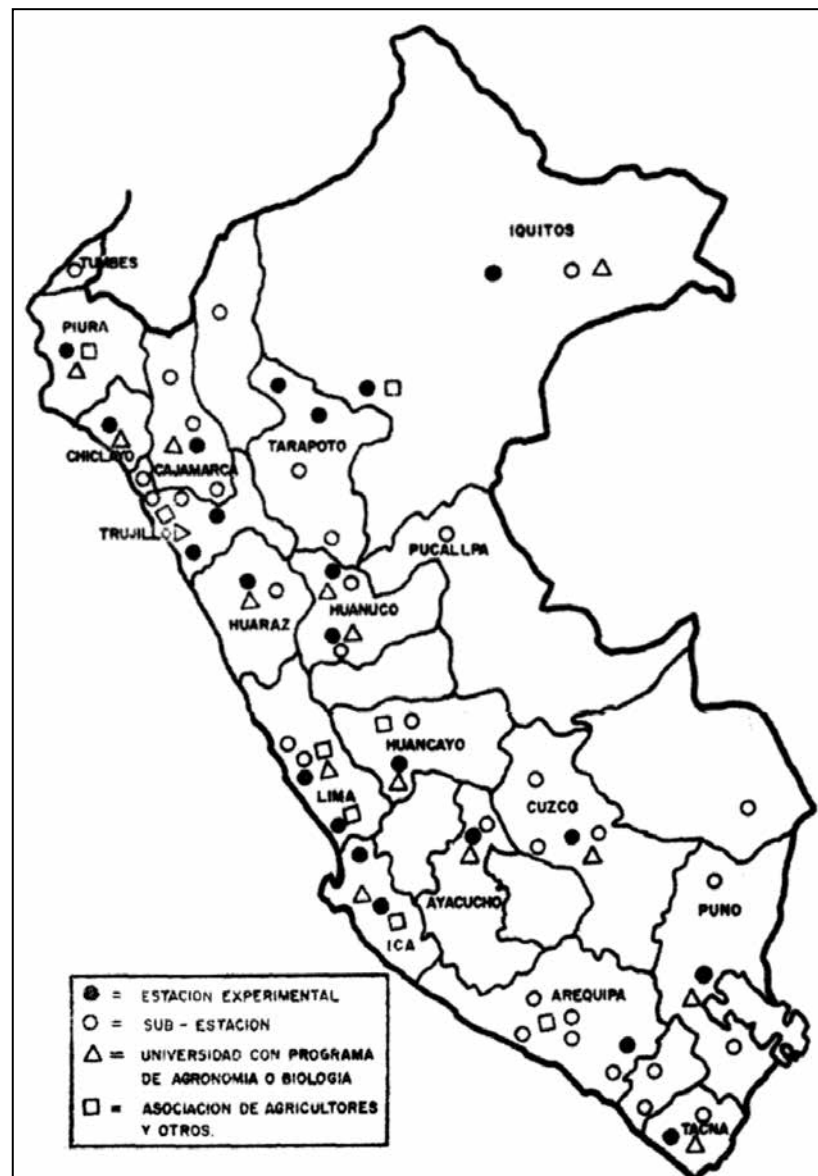 IQUITOS
TUMBES
PIURA
CHICLAYO
CAJAMARCA
TARAPOTO
TRUJILLO
PUCALLPA
HUARAZ
HUANUCO
HUANCAYO
LIMA
CUZCO
AYACUCHO
PUNO
ICA
AREQUIPA
TACNA
= ESTACION EXPERIMENTAL
= SUB - ESTACION
= UNIVERSIDAD CON PROGRAMA
DE AGRONOMIA O BIOLOGIA
= ASOCIACION DE AGRICULTORES
Y OTROS.